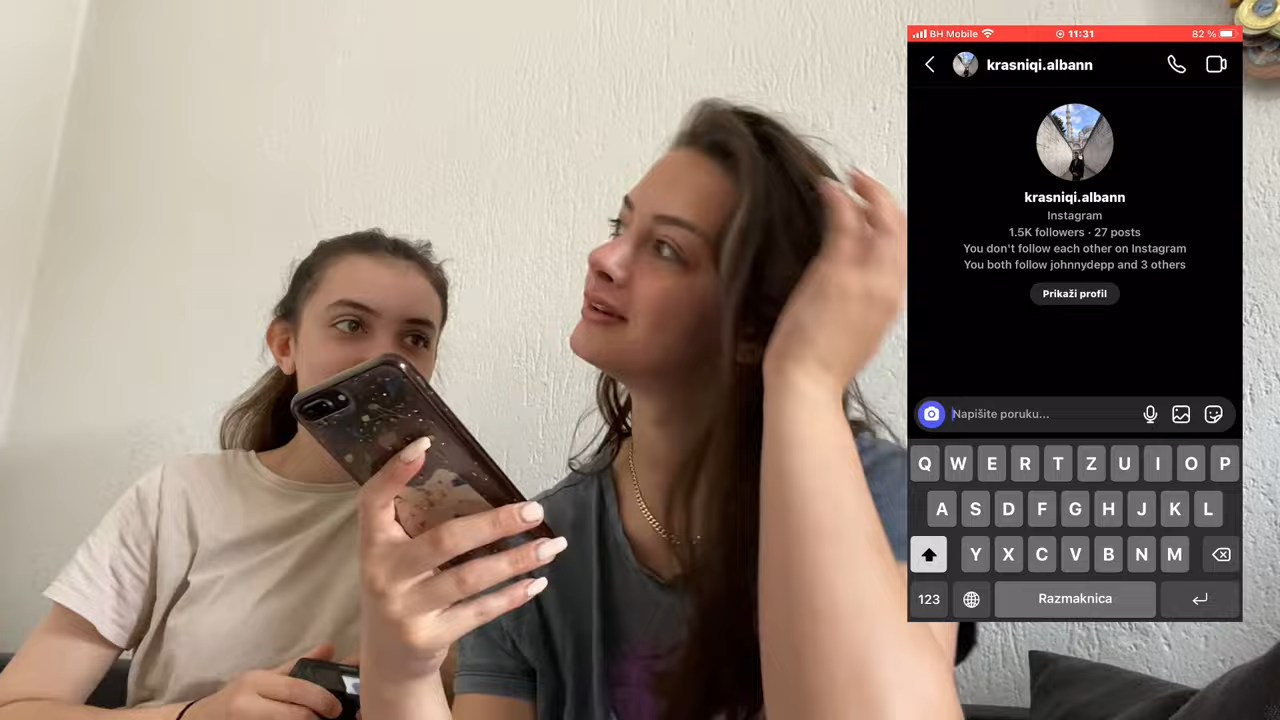 BH Mobile 11:31 82 %
krasniqi.albann
krasniqi.albann
Instagram
1.5K followers · 27 posts
You don't follow each other on Instagram
You both follow johnnydepp and 3 others
Prikaži profil
Napišite poruku...
Q W E R T Z U I O P
A S D F G H J K L
Y X C V B N M
123 Razmaknica